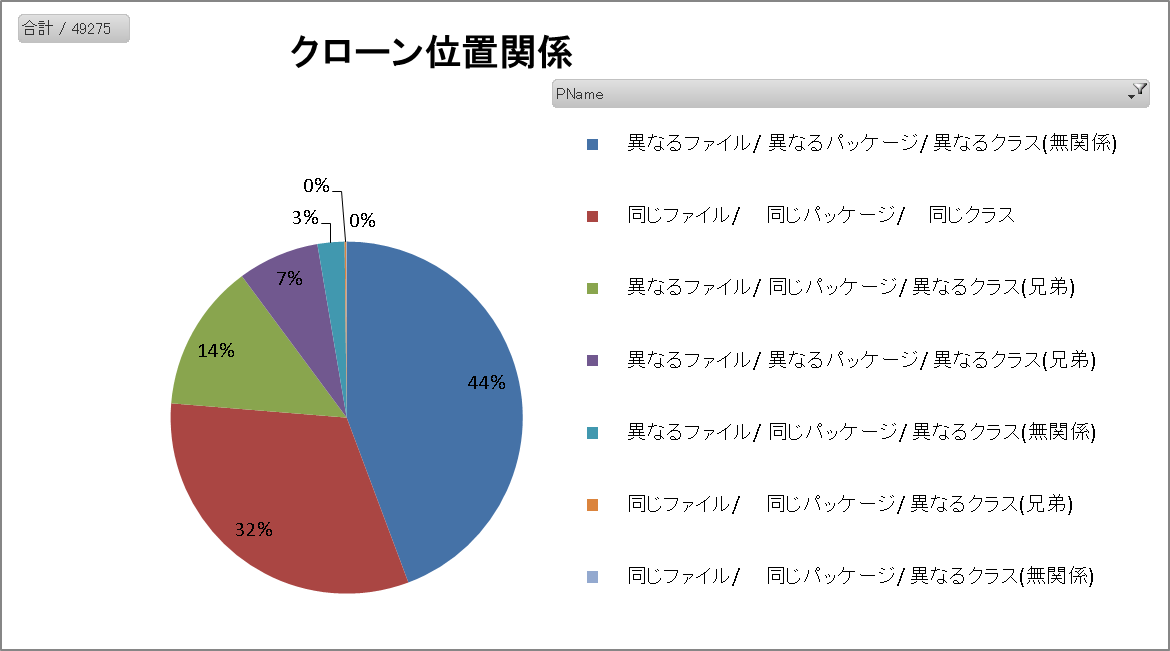 合計 / 49275
クローン位置関係
PName
異なるファイル/ 異なるパッケージ/ 異なるクラス(無関係)
同じファイル/　同じパッケージ/　同じクラス
異なるファイル/ 同じパッケージ/ 異なるクラス(兄弟)
異なるファイル/ 異なるパッケージ/ 異なるクラス(兄弟)
異なるファイル/ 同じパッケージ/ 異なるクラス(無関係)
同じファイル/　同じパッケージ/ 異なるクラス(兄弟)
同じファイル/　同じパッケージ/ 異なるクラス(無関係)
0%
3%
0%
7%
14%
44%
32%